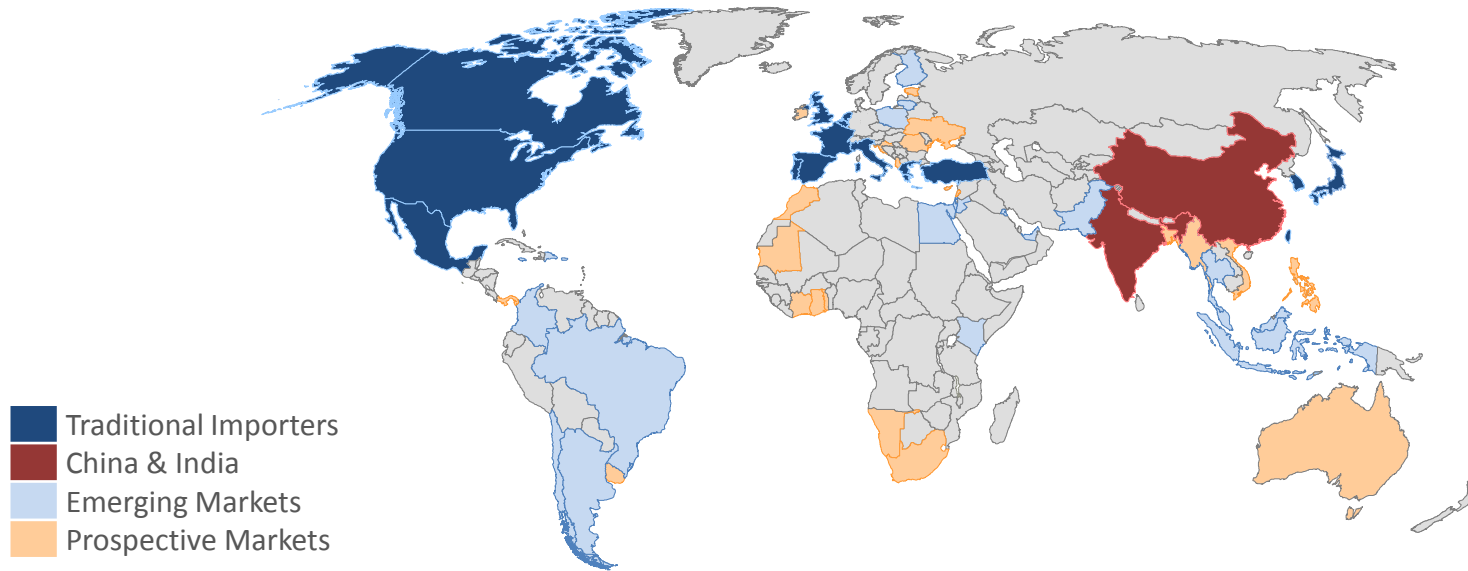 Traditional Importers
China & India
Emerging Markets
Prospective Markets